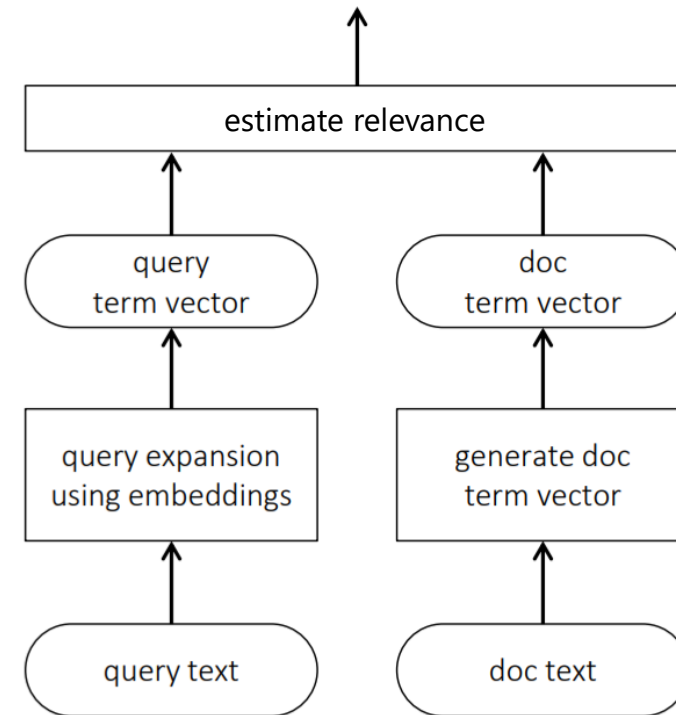 estimate relevance
query
term vector
doc
term vector
query expansion
using embeddings
generate doc
term vector
query text
doc text